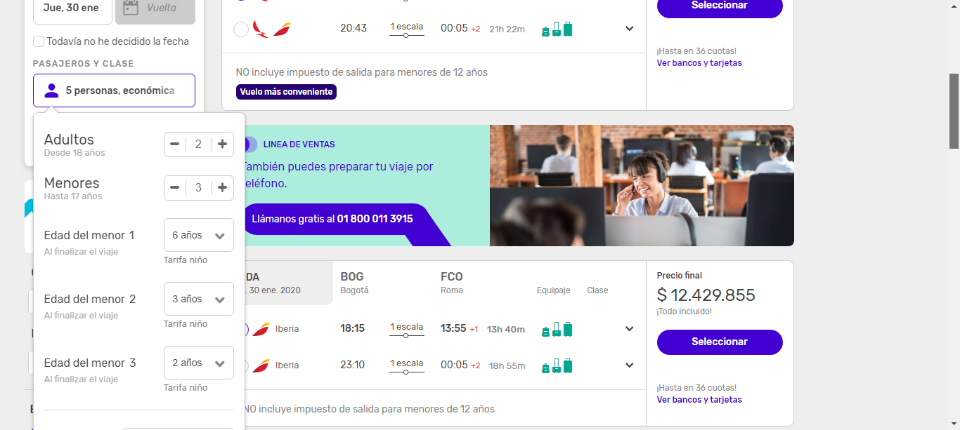 Jue, 30 ene
Vuelta
Todavía no he decidido la fecha
PASAJEROS Y CLASE
5 personas, económica
Adultos
Desde 18 años
2
Menores
Hasta 17 años
3
Edad del menor 1
Al finalizar el viaje
6 años
Tarifa niño
Edad del menor 2
Al finalizar el viaje
3 años
Tarifa niño
Edad del menor 3
Al finalizar el viaje
2 años
Tarifa niño
20:43 1 escala 00:05 +2 21h 22m
NO incluye impuesto de salida para menores de 12 años
Vuelo más conveniente
Seleccionar
¡Hasta en 36 cuotas!
Ver bancos y tarjetas
LINEA DE VENTAS
También puedes preparar tu viaje por
teléfono.
Llámanos gratis al 01 800 011 3915
DA BOG FCO
30 ene. 2020 Bogotá Roma Equipaje Clase
Iberia 18:15 1 escala 13:55 +1 13h 40m
Iberia 23:10 1 escala 00:05 +2 18h 55m
NO incluye impuesto de salida para menores de 12 años
Precio final
$ 12.429.855
¡Todo incluido!
Seleccionar
¡Hasta en 36 cuotas!
Ver bancos y tarjetas